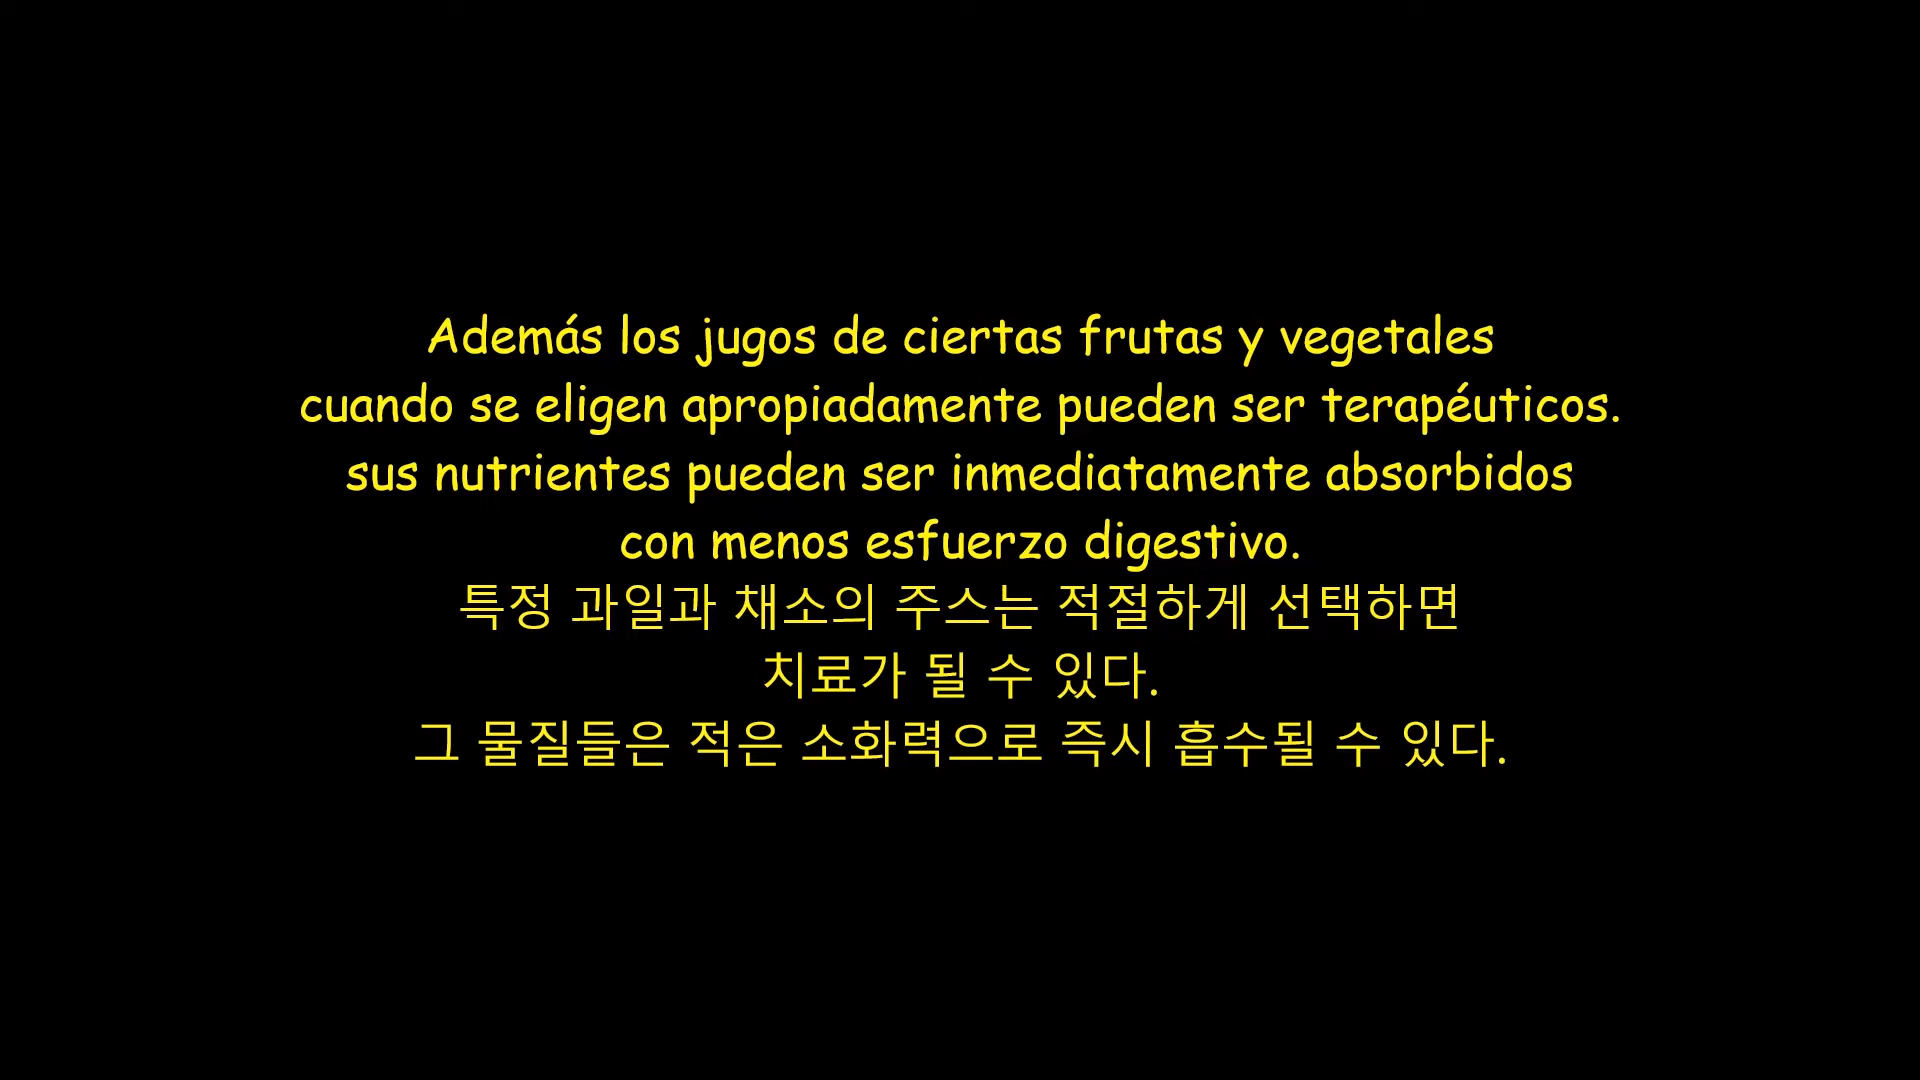 Además los jugos de ciertas frutas y vegetales
cuando se eligen apropiadamente pueden ser terapéuticos.
sus nutrientes pueden ser inmediatamente absorbidos
con menos esfuerzo digestivo.
특정 과일과 채소의 주스는 적절하게 선택하면
치료가 될 수 있다.
그 물질들은 적은 소화력으로 즉시 흡수될 수 있다.